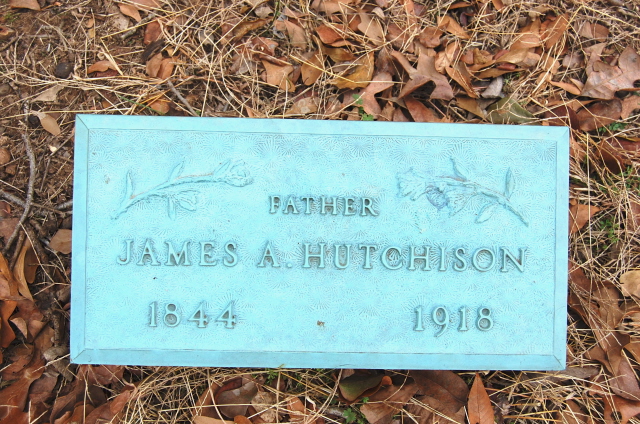 FATHER
JAMES A. HUTCHISON
1844 1918